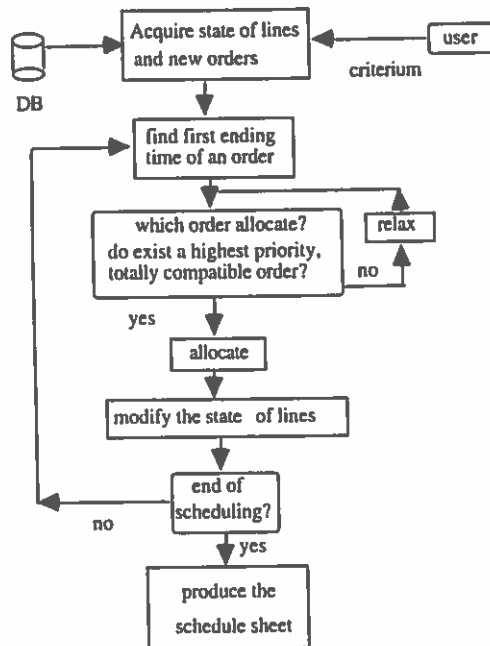 Acquire state of lines
and new orders
user
criterium
DB
find first ending
time of an order
which order allocate?
do exist a highest priority,
totally compatible order?
relax
no
yes
allocate
modify the state of lines
end of
scheduling?
no
yes
produce the
schedule sheet